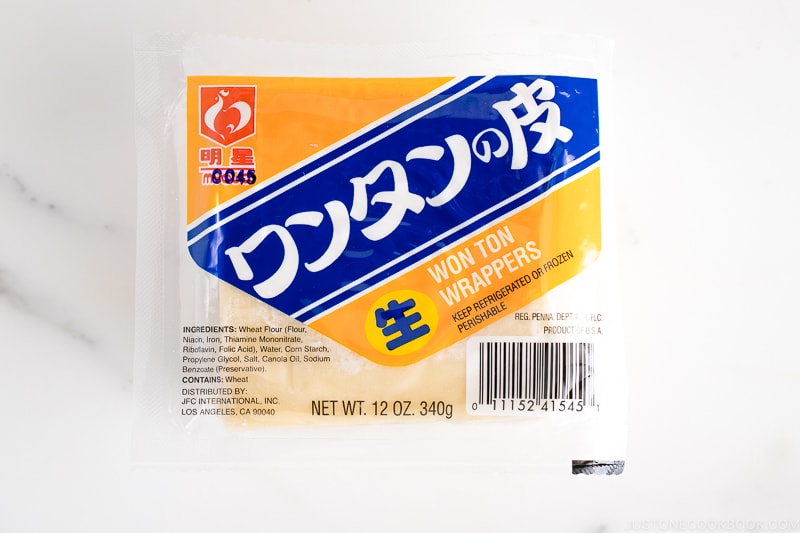 明星
0045
ワンタンの皮
WON TON
WRAPPERS
KEEP REFRIGERATED OR FROZEN
PERISHABLE
生
REG. PENNA. DEPT
PRODUCT OF U.S.A.
INGREDIENTS: Wheat Flour (Flour,
Niacin, Iron, Thiamine Mononitrate,
Riboflavin, Folic Acid), Water, Corn Starch,
Propylene Glycol, Salt, Canola Oil, Sodium
Benzoate (Preservative).
CONTAINS: Wheat
DISTRIBUTED BY:
JFC INTERNATIONAL, INC.
LOS ANGELES, CA 90040
NET WT. 12 OZ. 340g
0 11152 41545 1
JUSTONECOOKBOOK.COM